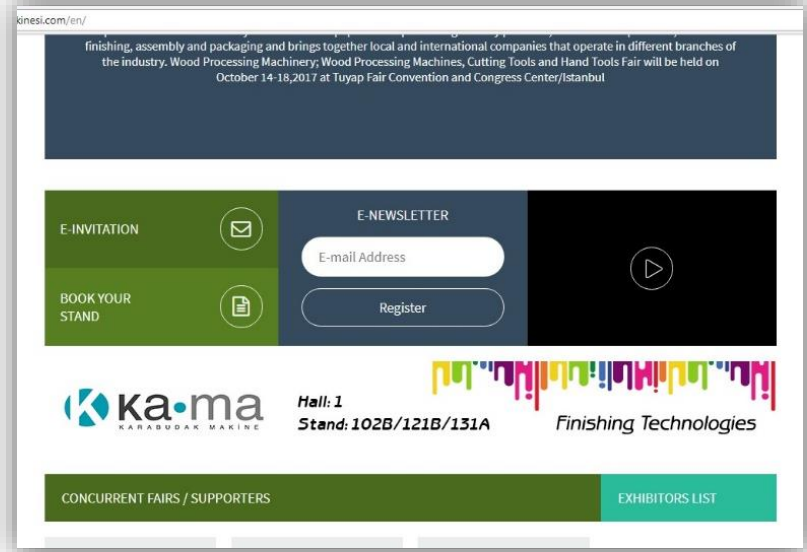 kinesi.com/en/
finishing, assembly and packaging and brings together local and international companies that operate in different branches of
the industry. Wood Processing Machinery; Wood Processing Machines, Cutting Tools and Hand Tools Fair will be held on
October 14-18,2017 at Tuyap Fair Convention and Congress Center/Istanbul
E-INVITATION
BOOK YOUR
STAND
E-NEWSLETTER
E-mail Address
Register
Ka•ma
KARABUDAK MAKİNE
Hall: 1
Stand: 102B/121B/131A
Finishing Technologies
CONCURRENT FAIRS / SUPPORTERS
EXHIBITORS LIST